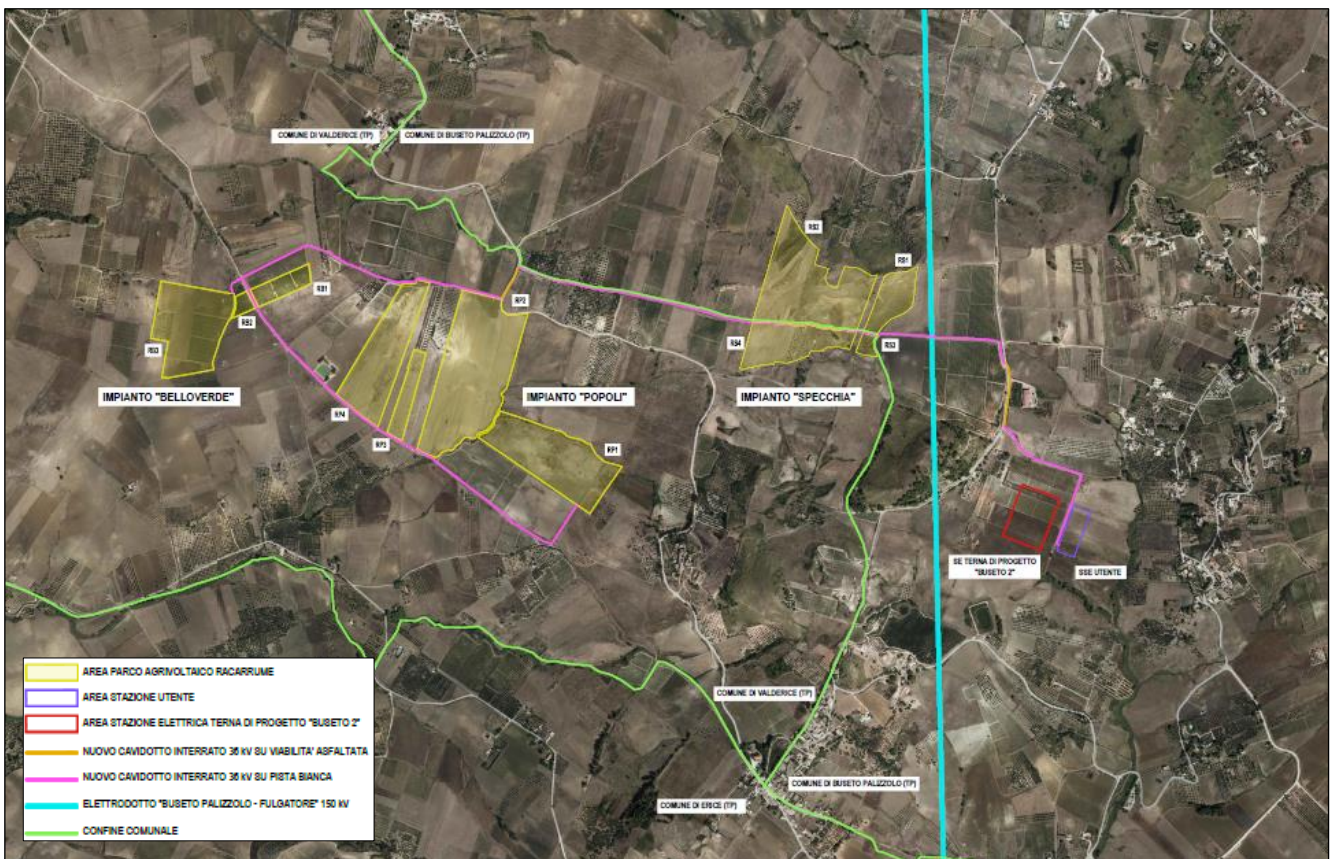 COMUNE DI VALDERICE (TP)
COMUNE DI BUSETO PALIZZOLO (TP)
RS2
RS1
RB1
RP2
RB2
RB3
RS4
RS3
IMPIANTO "BELLOVERDE"
IMPIANTO "POPOLI"
IMPIANTO "SPECCHIA"
RP4
RP3
RP1
SE TERNA DI PROGETTO
"BUSETO 2"
SSE UTENTE
AREA PARCO AGRIVOLTAICO RACARRUME
AREA STAZIONE UTENTE
AREA STAZIONE ELETTRICA TERNA DI PROGETTO "BUSETO 2"
NUOVO CAVIDOTTO INTERRATO 36 kV SU VIABILITA' ASFALTATA
NUOVO CAVIDOTTO INTERRATO 36 kV SU PISTA BIANCA
ELETTRODOTTO "BUSETO PALIZZOLO - FULGATORE" 150 kV
CONFINE COMUNALE
COMUNE DI VALDERICE (TP)
COMUNE DI BUSETO PALIZZOLO (TP)
COMUNE DI ERICE (TP)